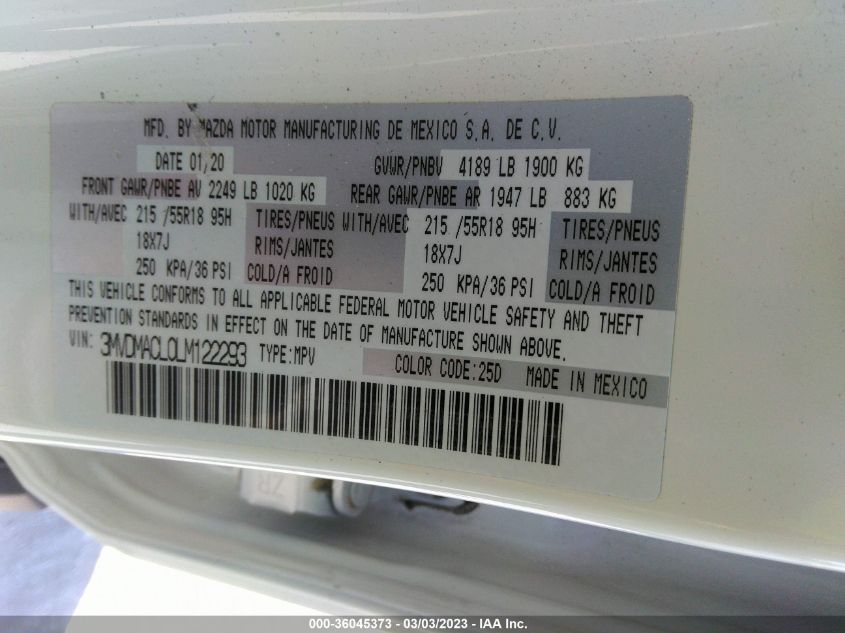 MFD. BY MAZDA MOTOR MANUFACTURING DE MEXICO S.A. DE C.V.
DATE 01,20 GVWR/PNBV 4189 LB 1900 KG
FRONT GAWR/PNBE AV 2249 LB 1020 KG REAR GAWR/PNBE AR 1947 LB 883 KG
WITH/AVEC 215 /55R18 95H TIRES/PNEUS WITH/AVEC 215 /55R18 95H TIRES/PNEUS
18X7J RIMS/JANTES 18X7J RIMS/JANTES
250 KPA/36 PSI COLD/A FROID 250 KPA/36 PSI COLD/A FROID
THIS VEHICLE CONFORMS TO ALL APPLICABLE FEDERAL MOTOR VEHICLE SAFETY AND THEFT
PREVENTION STANDARDS IN EFFECT ON THE DATE OF MANUFACTURE SHOWN ABOVE.
VIN: 3MVDMACL0LM122293 TYPE:MPV COLOR CODE:25D MADE IN MEXICO
ZR
000-36045373 - 03/03/2023 - IAA Inc.